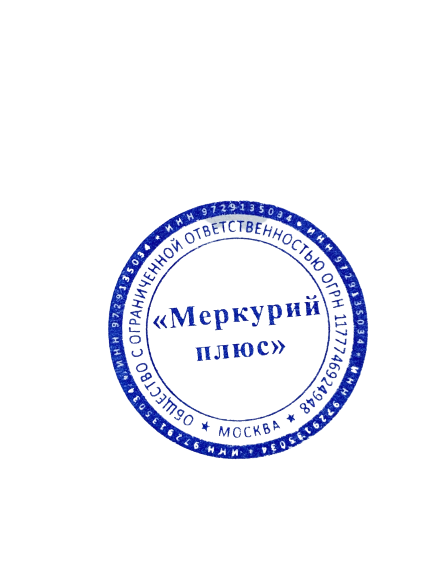 ИНН 9729135034 * ИНН 9729135034 * ИНН 9729135034 * ИНН 9729135034 * ИНН 9729135034 *
ОБЩЕСТВО С ОГРАНИЧЕННОЙ ОТВЕТСТВЕННОСТЬЮ ОГРН 1177746924948
«Меркурий
плюс»
★ МОСКВА ★